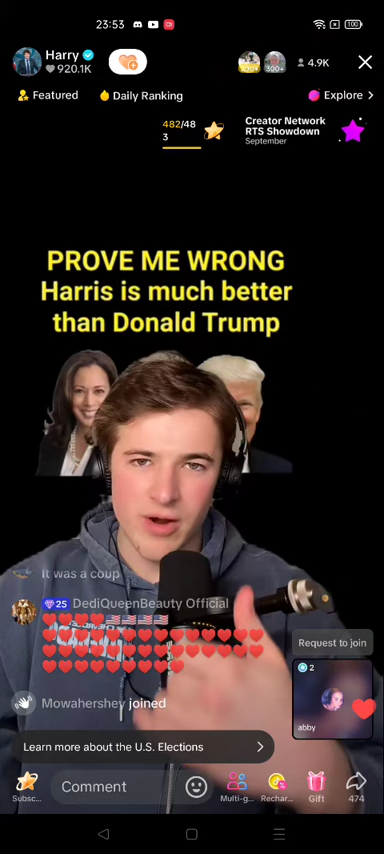 23:53
100
Harry
920.1K
300+
4.9K
Featured
Daily Ranking
Explore
482/48
3
Creator Network
RTS Showdown
September
PROVE ME WRONG
Harris is much better
than Donald Trump
It was a coup
25 DediQueenBeauty Official
Request to join
2
abby
Mowahershey joined
Learn more about the U.S. Elections
Comment
Subsc...
Multi-g...
Rechar...
Gift
474